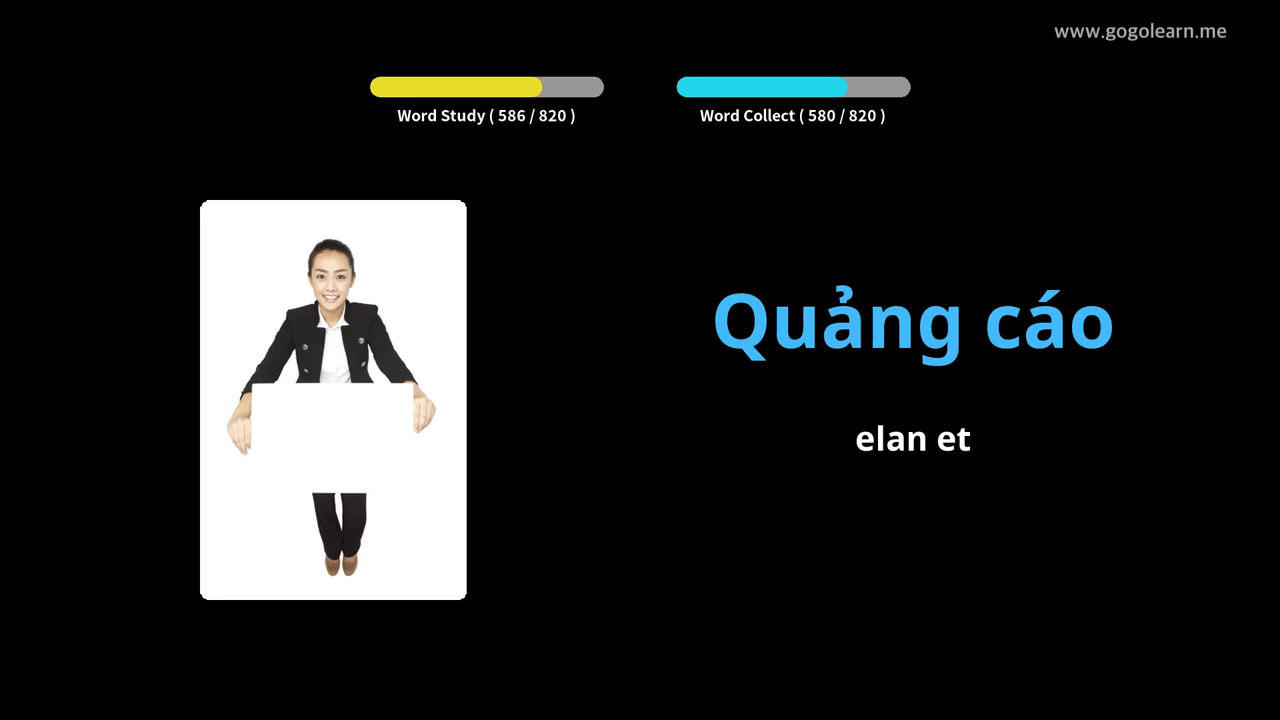 www.gogolearn.me
Word Study ( 586 / 820 )
Word Collect ( 580 / 820 )
Quảng cáo
elan et